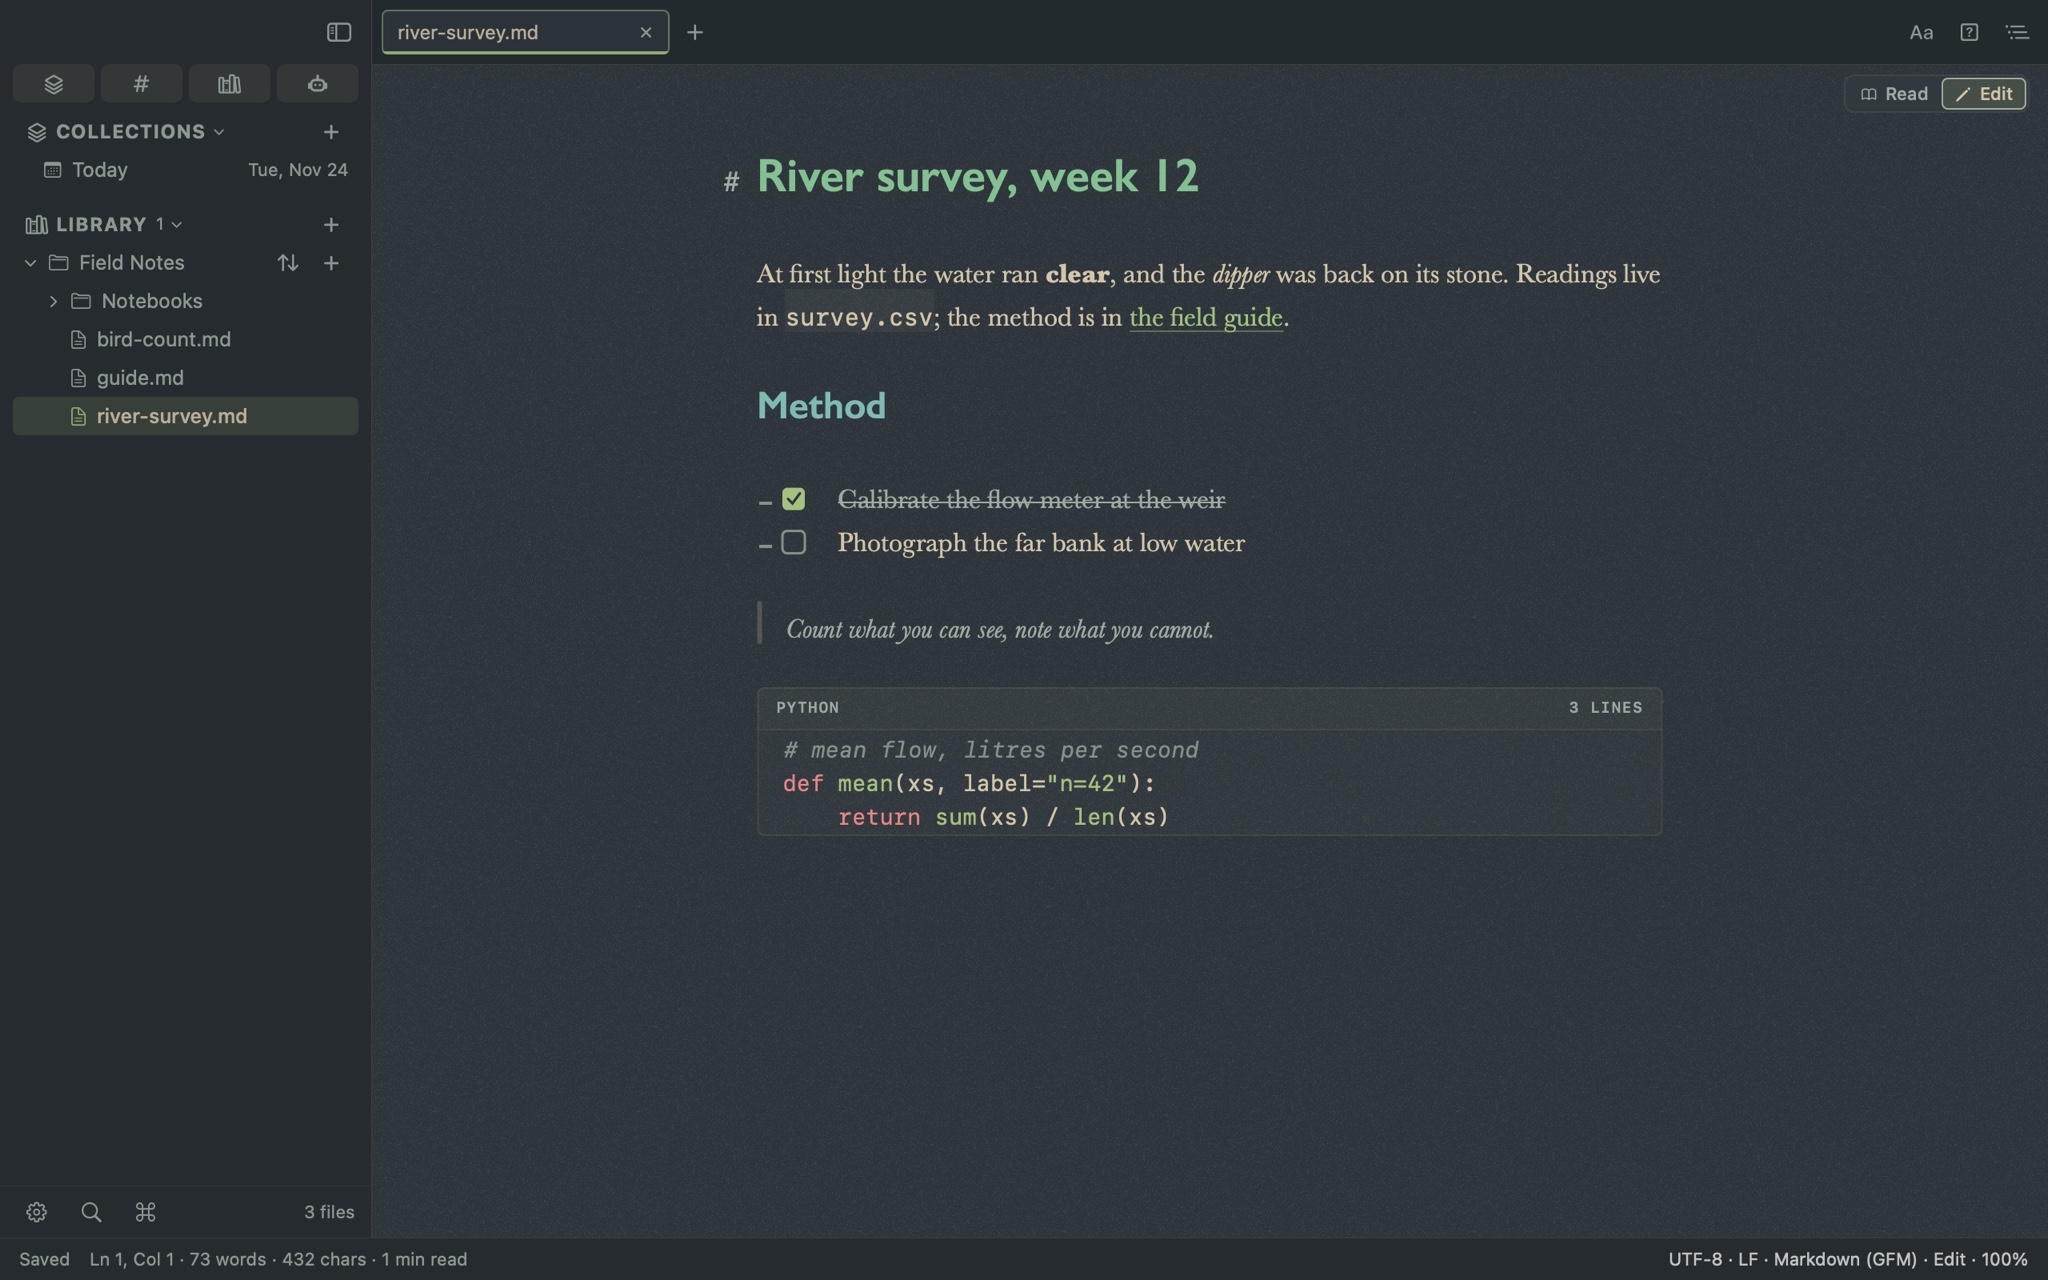 river-survey.md
Aa
Read
Edit
COLLECTIONS
Today
Tue, Nov 24
LIBRARY 1
Field Notes
Notebooks
bird-count.md
guide.md
river-survey.md
3 files
# River survey, week 12
At first light the water ran clear, and the dipper was back on its stone. Readings live
in survey.csv; the method is in the field guide.
Method
– Calibrate the flow meter at the weir
– Photograph the far bank at low water
Count what you can see, note what you cannot.
PYTHON
3 LINES
# mean flow, litres per second
def mean(xs, label="n=42"):
    return sum(xs) / len(xs)
Saved
Ln 1, Col 1 · 73 words · 432 chars · 1 min read
UTF-8 · LF · Markdown (GFM) · Edit · 100%